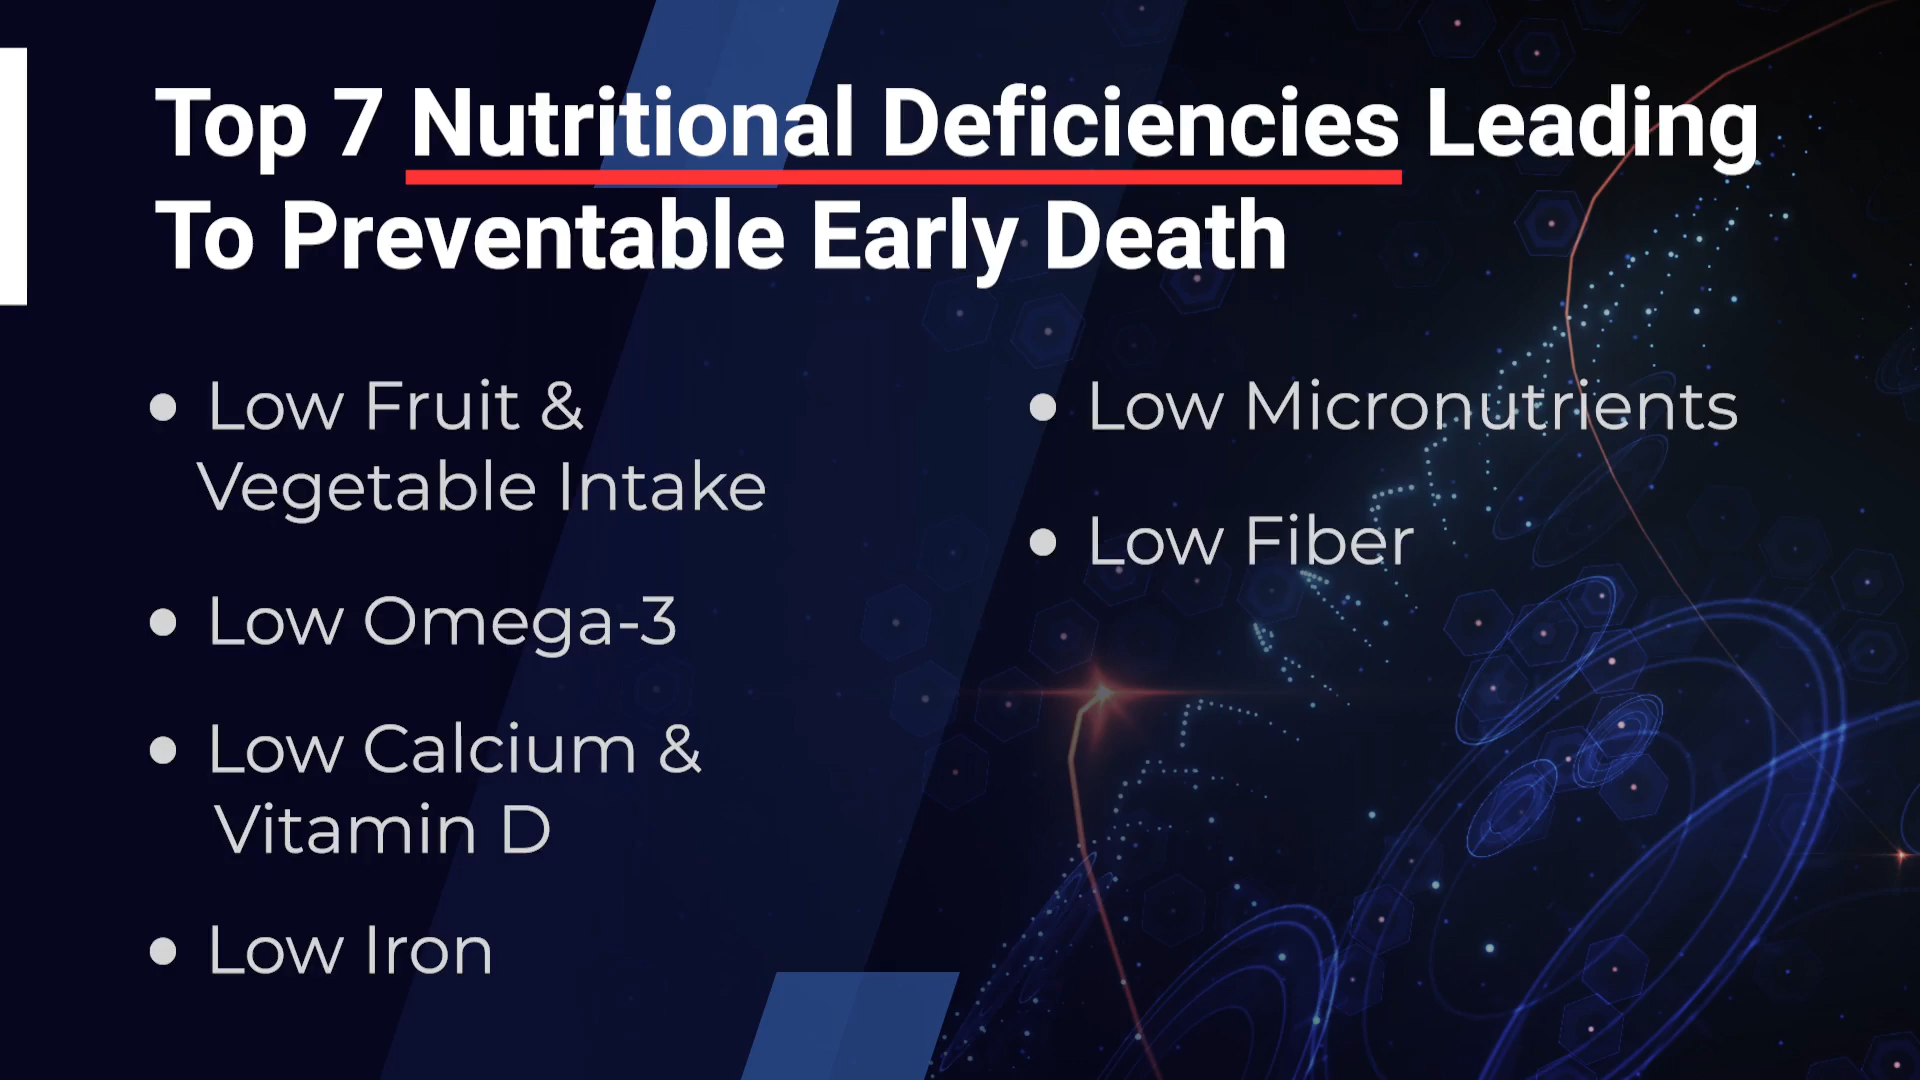 Top 7 Nutritional Deficiencies Leading
To Preventable Early Death
• Low Fruit &
Vegetable Intake
• Low Omega-3
• Low Calcium &
Vitamin D
• Low Iron
• Low Micronutrients
• Low Fiber